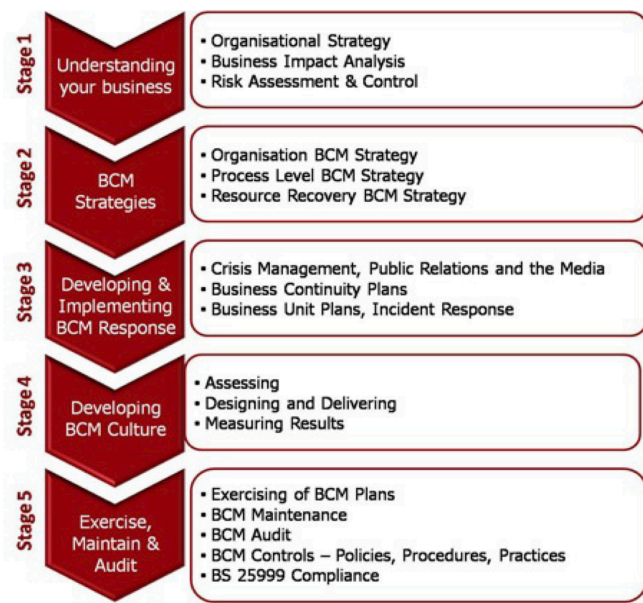 Stage 1
Understanding
your business
▪ Organisational Strategy
▪ Business Impact Analysis
▪ Risk Assessment & Control
Stage 2
BCM
Strategies
▪ Organisation BCM Strategy
▪ Process Level BCM Strategy
▪ Resource Recovery BCM Strategy
Stage 3
Developing &
Implementing
BCM Response
▪ Crisis Management, Public Relations and the Media
▪ Business Continuity Plans
▪ Business Unit Plans, Incident Response
Stage 4
Developing
BCM Culture
▪ Assessing
▪ Designing and Delivering
▪ Measuring Results
Stage 5
Exercise,
Maintain &
Audit
▪ Exercising of BCM Plans
▪ BCM Maintenance
▪ BCM Audit
▪ BCM Controls – Policies, Procedures, Practices
▪ BS 25999 Compliance